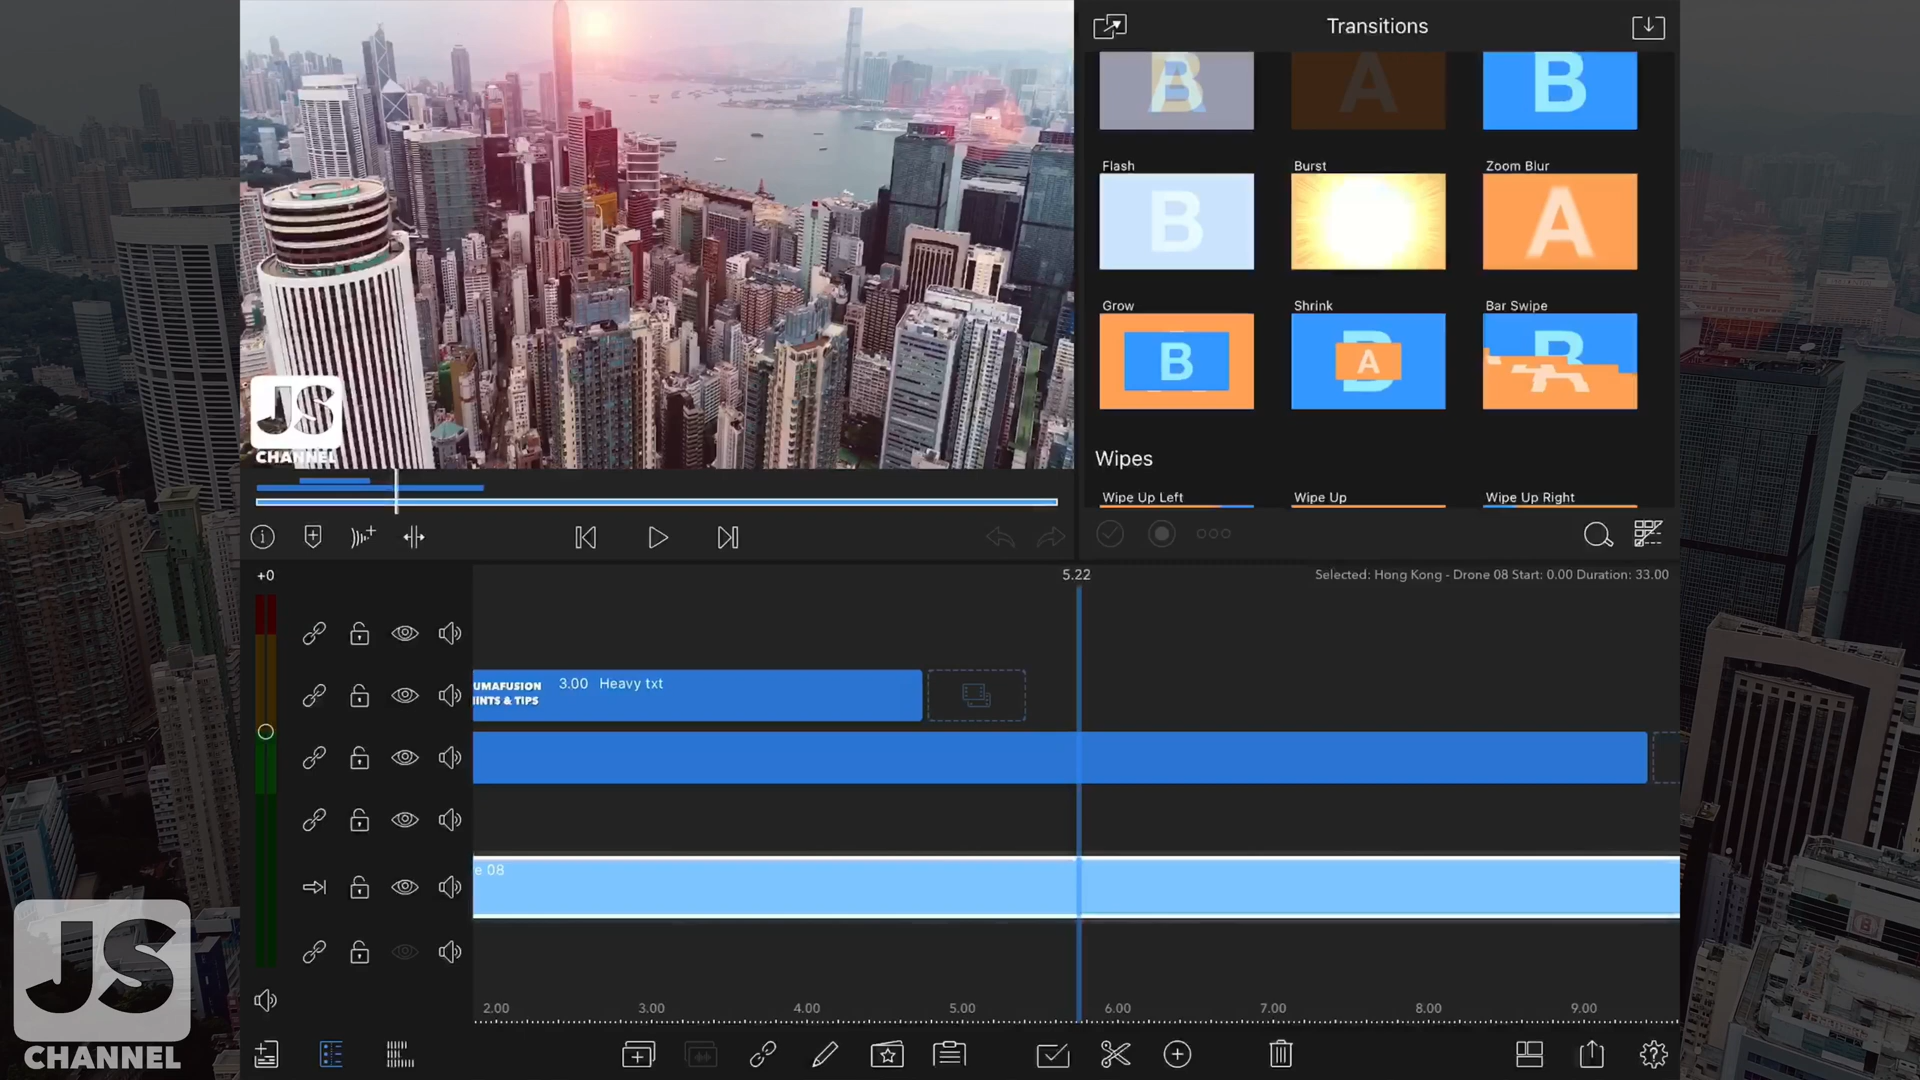 Transitions
B
A
B
Flash
Burst
Zoom Blur
B
A
Grow
Shrink
Bar Swipe
B
B
A
B
A
Wipes
Wipe Up Left
Wipe Up
Wipe Up Right
JS
CHANNEL
+0
5.22
Selected: Hong Kong - Drone 08 Start: 0.00 Duration: 33.00
UMAFUSION
INTS & TIPS
3.00 Heavy txt
e 08
2.00
3.00
4.00
5.00
6.00
7.00
8.00
9.00
JS
CHANNEL